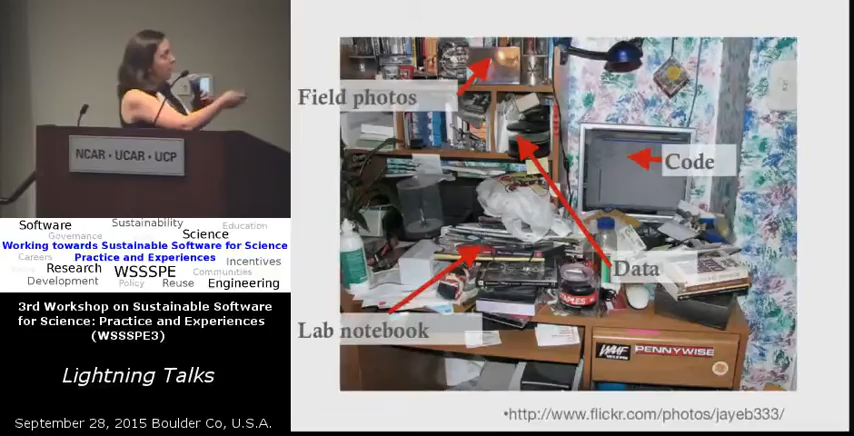 NCAR • UCAR • UCP
Software
Sustainability
Education
Governance
Science
Working towards Sustainable Software for Science
Practice and Experiences
Careers
Incentives
Research
WSSSPE
Communities
Development
Policy
Reuse
Engineering
3rd Workshop on Sustainable Software
for Science: Practice and Experiences
(WSSSPE3)
Lightning Talks
September 28, 2015 Boulder Co, U.S.A.
Field photos
Code
Data
Lab notebook
STAPLES
PENNYWISE
•http://www.flickr.com/photos/jayeb333/